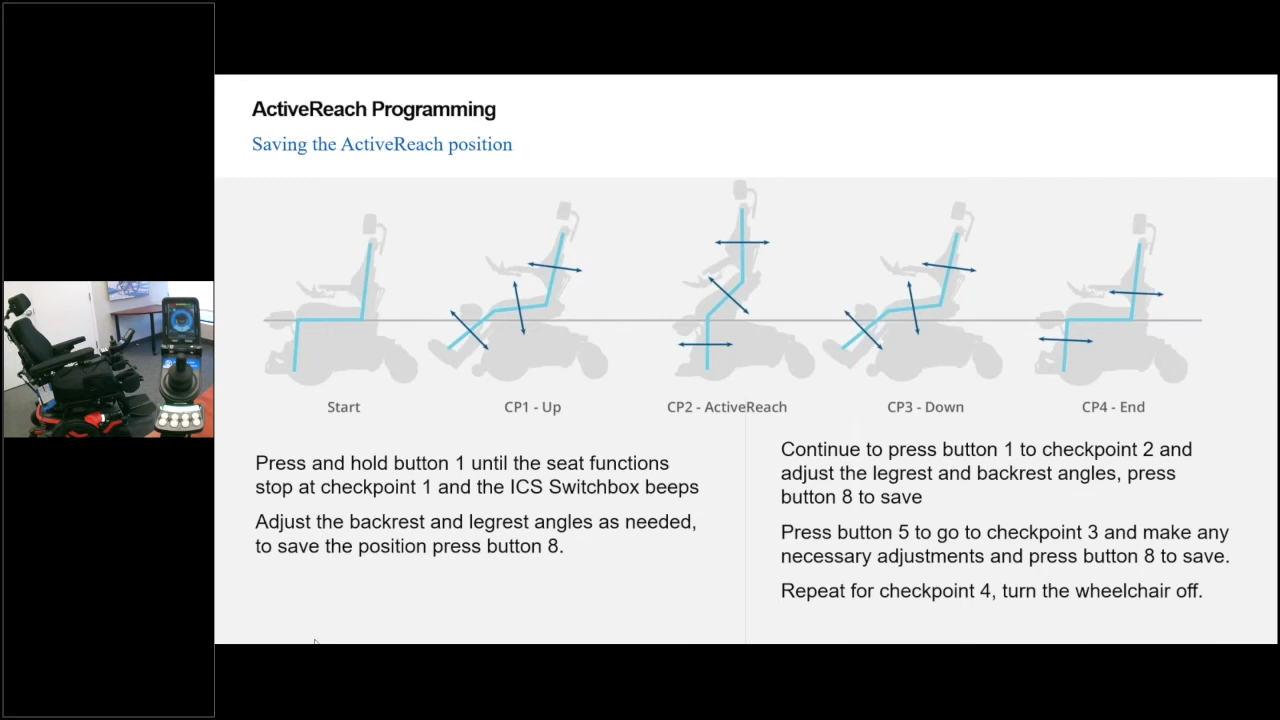 ActiveReach Programming
Saving the ActiveReach position
Start
CP1 - Up
CP2 - ActiveReach
CP3 - Down
CP4 - End
Press and hold button 1 until the seat functions
stop at checkpoint 1 and the ICS Switchbox beeps
Adjust the backrest and legrest angles as needed,
to save the position press button 8.
Continue to press button 1 to checkpoint 2 and
adjust the legrest and backrest angles, press
button 8 to save
Press button 5 to go to checkpoint 3 and make any
necessary adjustments and press button 8 to save.
Repeat for checkpoint 4, turn the wheelchair off.